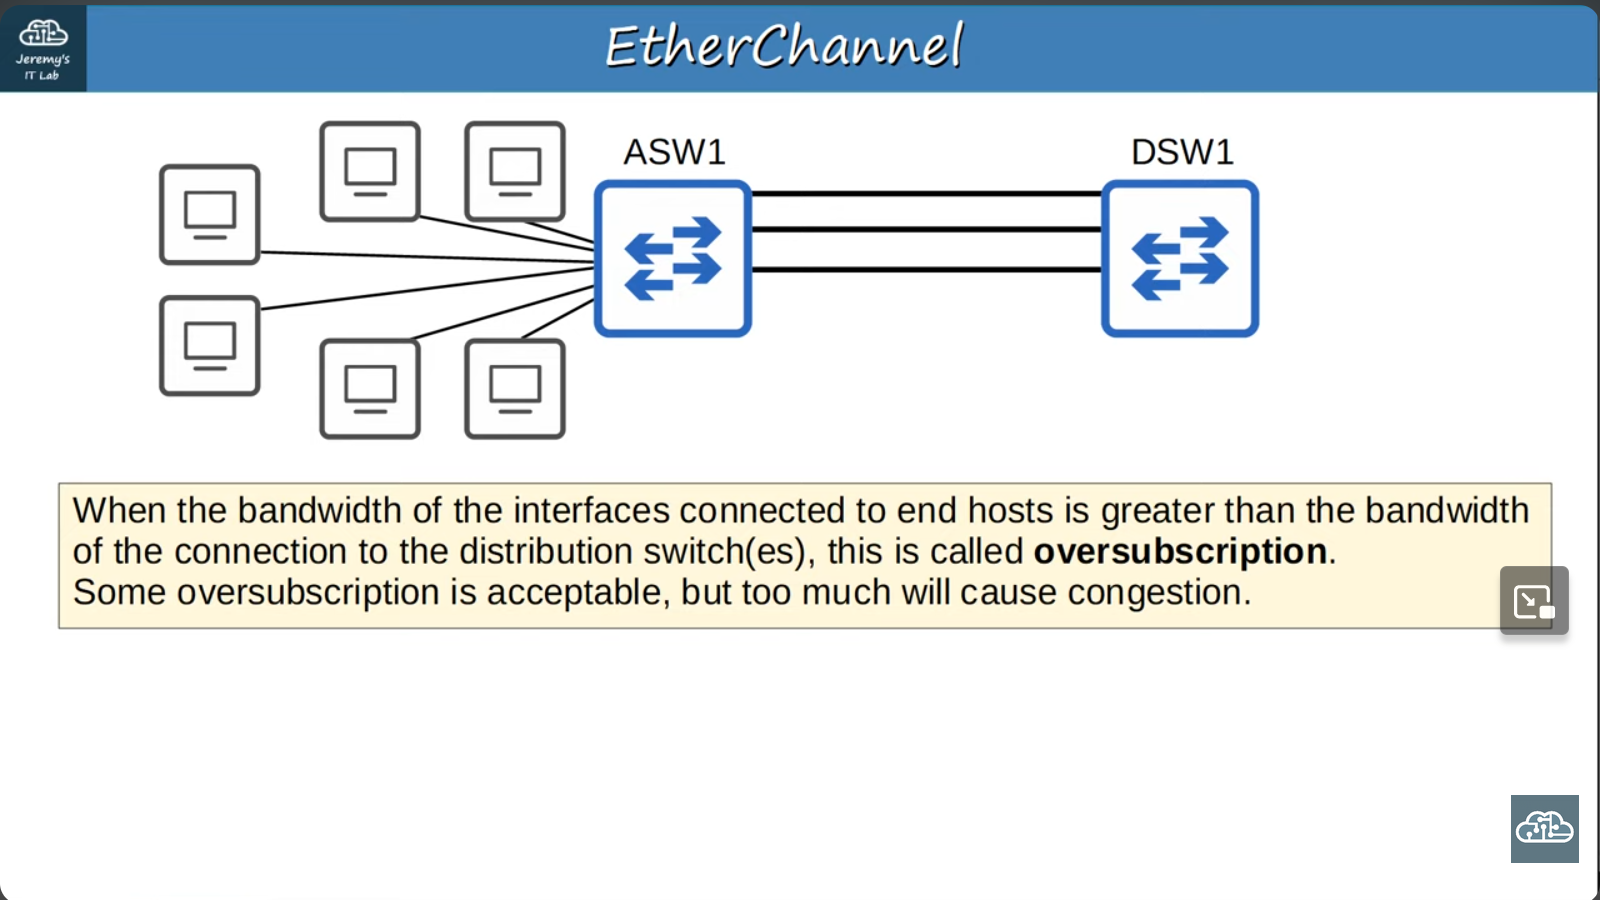 Jeremy's
IT Lab
EtherChannel
ASW1
DSW1
When the bandwidth of the interfaces connected to end hosts is greater than the bandwidth
of the connection to the distribution switch(es), this is called oversubscription.
Some oversubscription is acceptable, but too much will cause congestion.